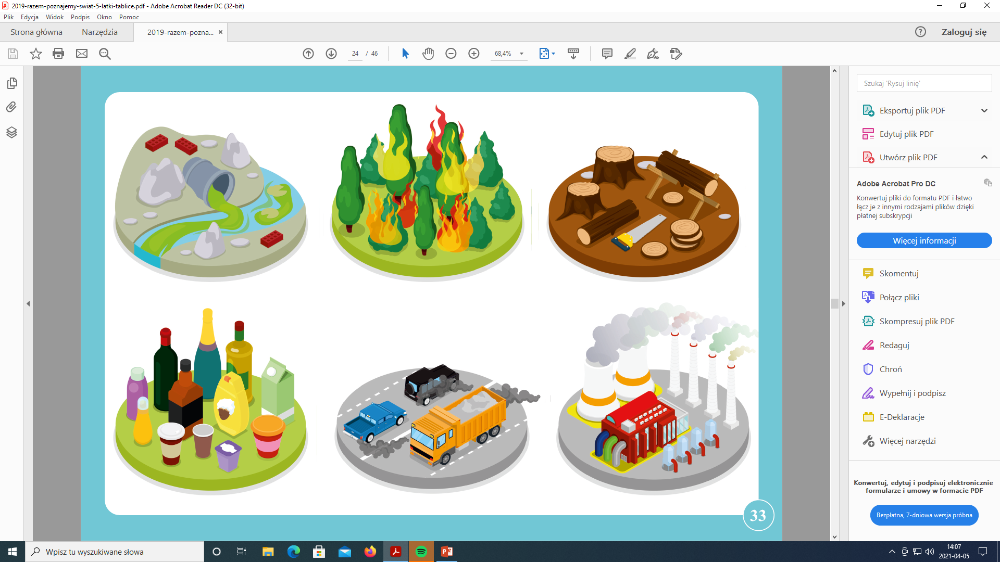 2019-razem-poznajemy-swiat-5-latki-tablice.pdf - Adobe Acrobat Reader DC (32-bit)
Plik Edycja Widok Podpis Okno Pomoc
Strona główna Narzędzia 2019-razem-pozna... Zaloguj się
24 / 46 68,4%
Szukaj 'Rysuj linię'
Eksportuj plik PDF
Edytuj plik PDF
Utwórz plik PDF
Adobe Acrobat Pro DC
Konwertuj pliki do formatu PDF i łatwo
łącz je z innymi rodzajami plików dzięki
płatnej subskrypcji
Więcej informacji
Skomentuj
Połącz pliki
Skompresuj plik PDF
Redaguj
Chroń
Wypełnij i podpisz
E-Deklaracje
Więcej narzędzi
Konwertuj, edytuj i podpisuj elektronicznie
formularze i umowy w formacie PDF
Bezpłatna, 7-dniowa wersja próbna
33
Wpisz tu wyszukiwane słowa
14:07
2021-04-05